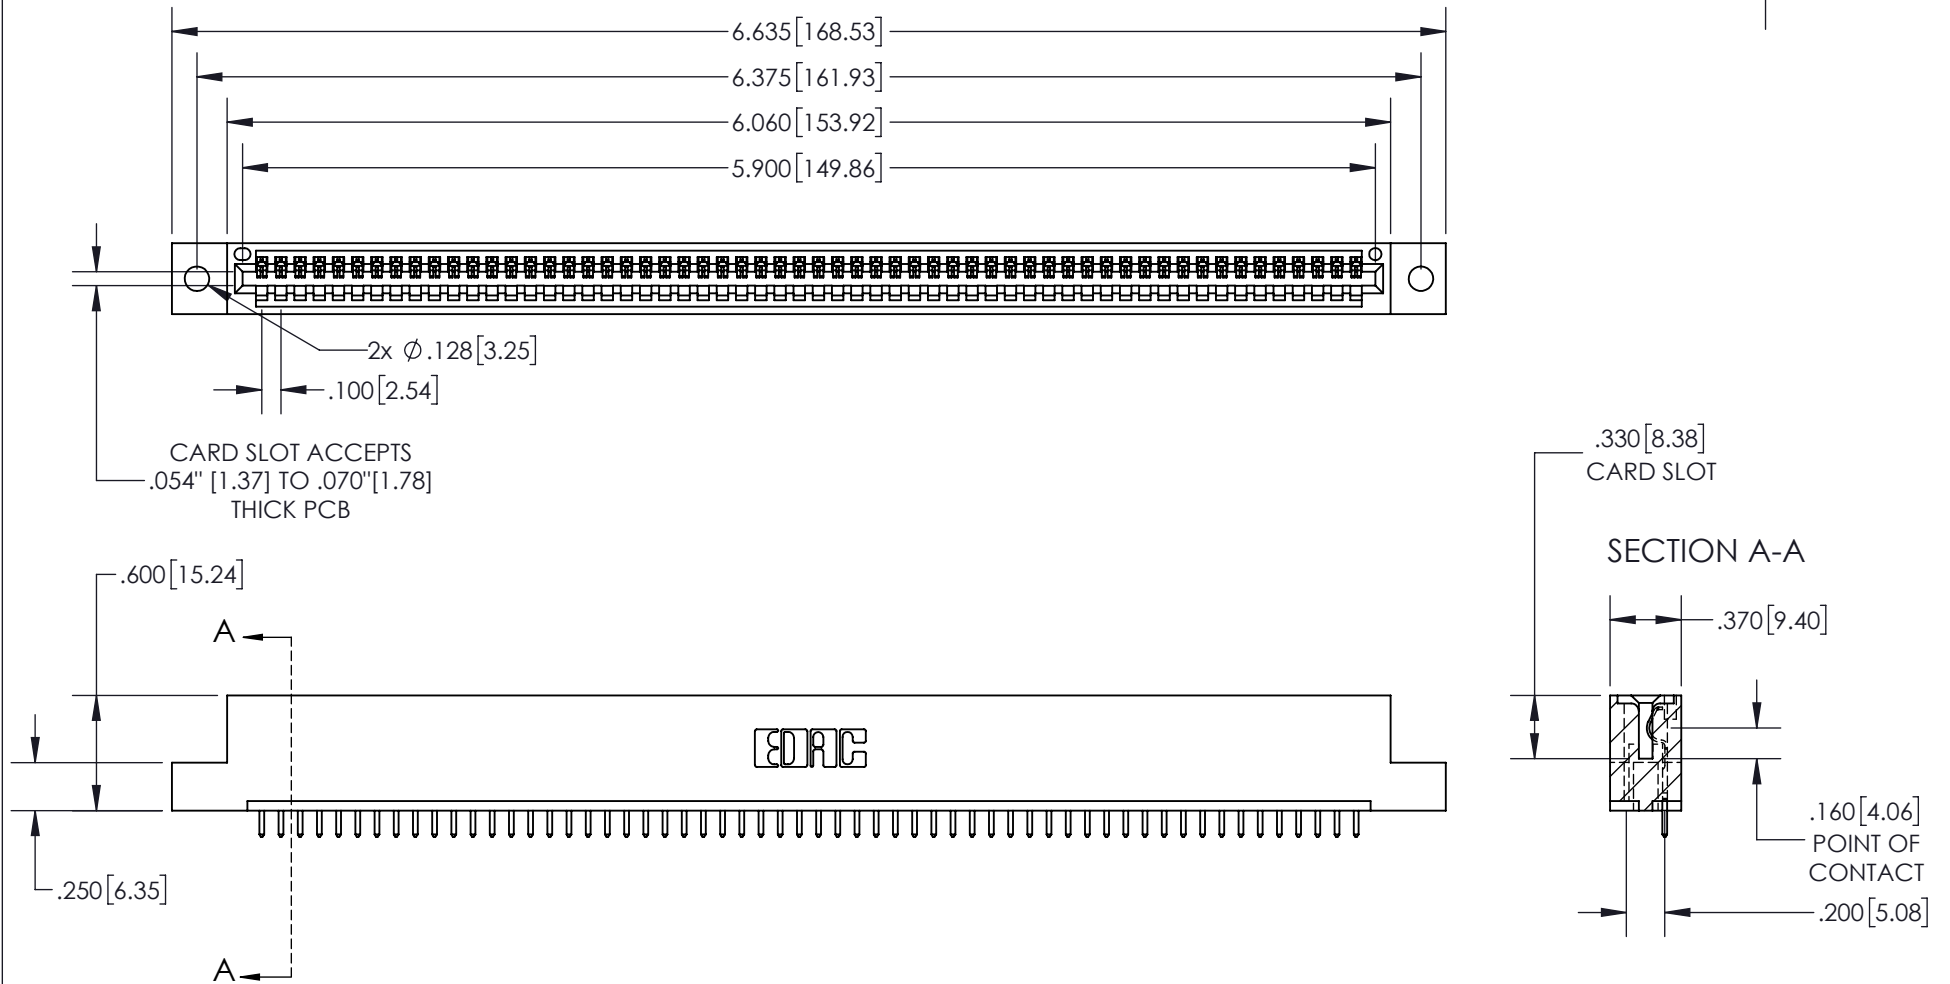 6.635[168.53]
6.375[161.93]
6.060[153.92]
5.900[149.86]
2x Ø.128[3.25]
.100[2.54]
CARD SLOT ACCEPTS
.054" [1.37] TO .070"[1.78]
THICK PCB
.330[8.38]
CARD SLOT
SECTION A-A
.600[15.24]
.370[9.40]
A
EDAC
.160[4.06]
POINT OF
CONTACT
.250[6.35]
.200[5.08]
A